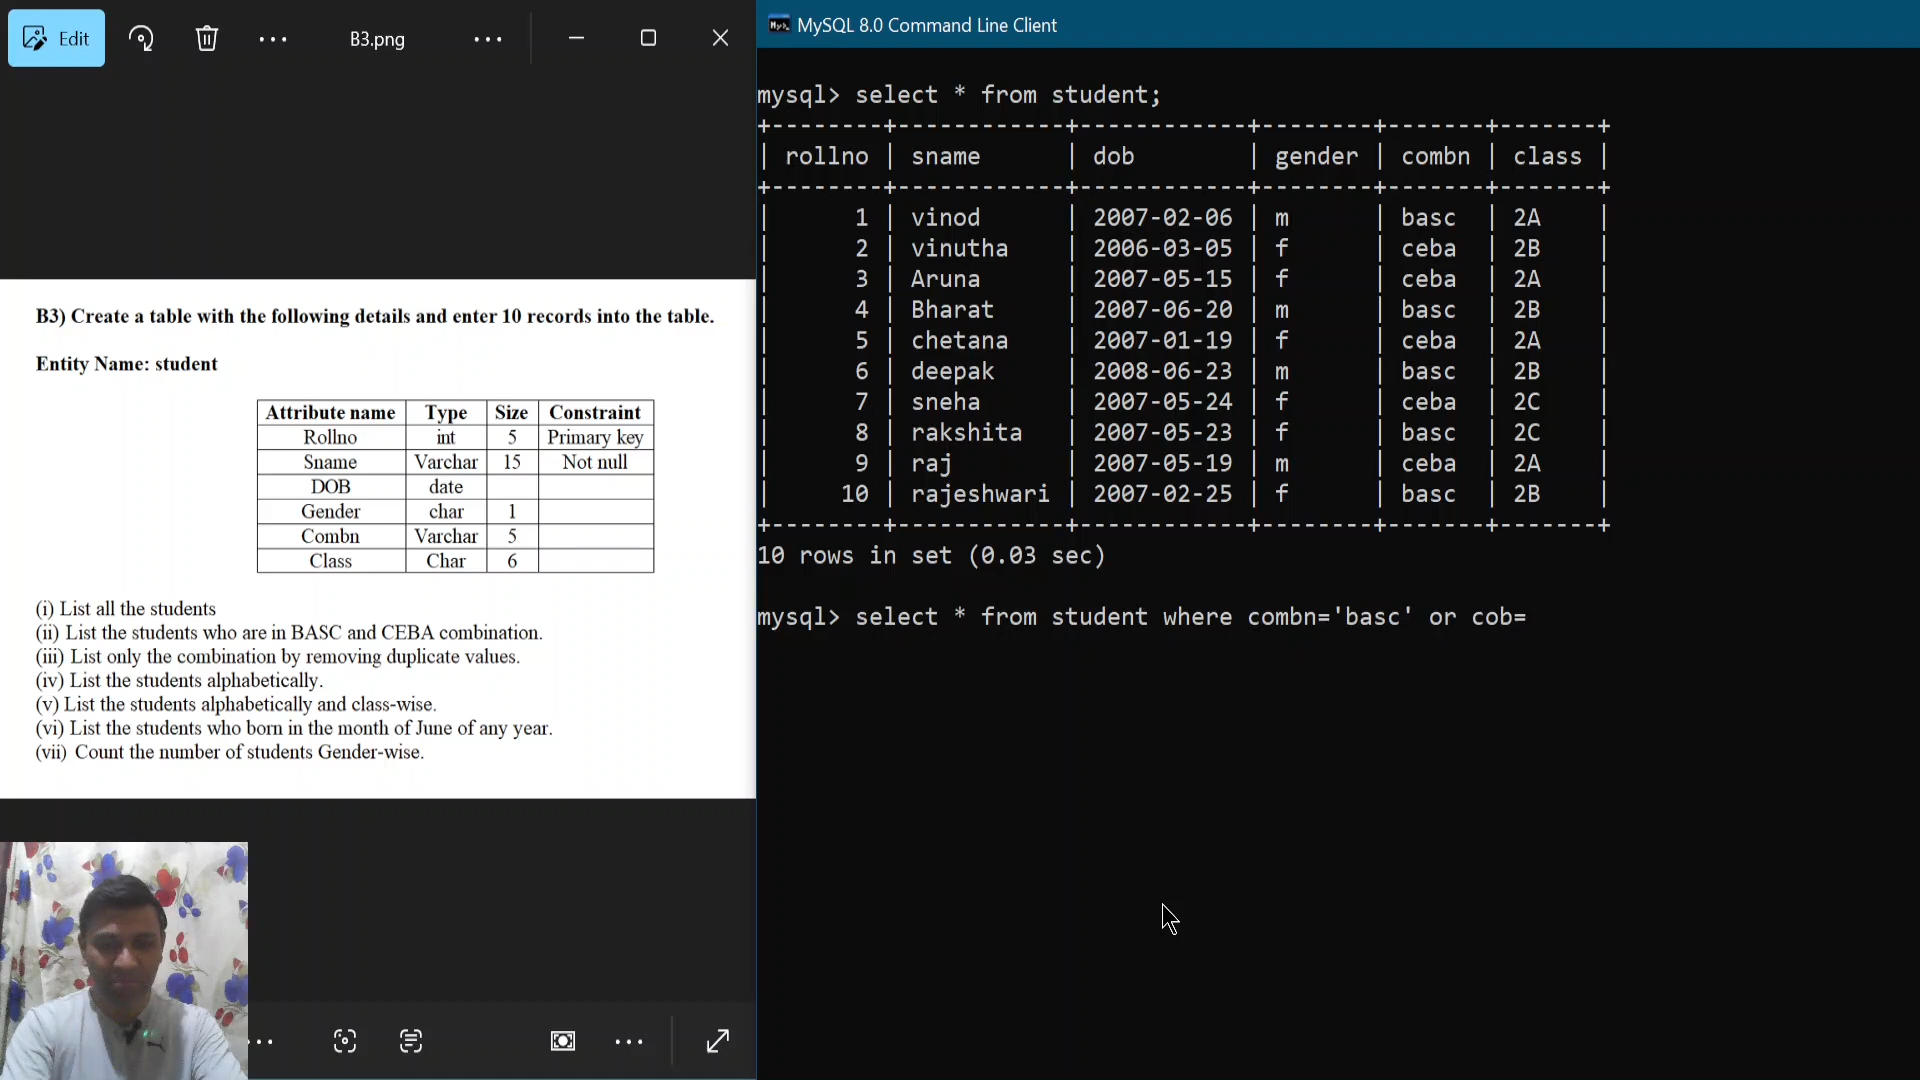 Edit
B3.png
B3) Create a table with the following details and enter 10 records into the table.
Entity Name: student
Attribute name Type Size Constraint
Rollno int 5 Primary key
Sname Varchar 15 Not null
DOB date
Gender char 1
Combn Varchar 5
Class Char 6
(i) List all the students
(ii) List the students who are in BASC and CEBA combination.
(iii) List only the combination by removing duplicate values.
(iv) List the students alphabetically.
(v) List the students alphabetically and class-wise.
(vi) List the students who born in the month of June of any year.
(vii) Count the number of students Gender-wise.
MySQL 8.0 Command Line Client
mysql> select * from student;
+--------+------------+------------+--------+-------+-------+
| rollno | sname | dob | gender | combn | class |
+--------+------------+------------+--------+-------+-------+
| 1 | vinod | 2007-02-06 | m | basc | 2A |
| 2 | vinutha | 2006-03-05 | f | ceba | 2B |
| 3 | Aruna | 2007-05-15 | f | ceba | 2A |
| 4 | Bharat | 2007-06-20 | m | basc | 2B |
| 5 | chetana | 2007-01-19 | f | ceba | 2A |
| 6 | deepak | 2008-06-23 | m | basc | 2B |
| 7 | sneha | 2007-05-24 | f | ceba | 2C |
| 8 | rakshita | 2007-05-23 | f | basc | 2C |
| 9 | raj | 2007-05-19 | m | ceba | 2A |
| 10 | rajeshwari | 2007-02-25 | f | basc | 2B |
+--------+------------+------------+--------+-------+-------+
10 rows in set (0.03 sec)
mysql> select * from student where combn='basc' or cob=